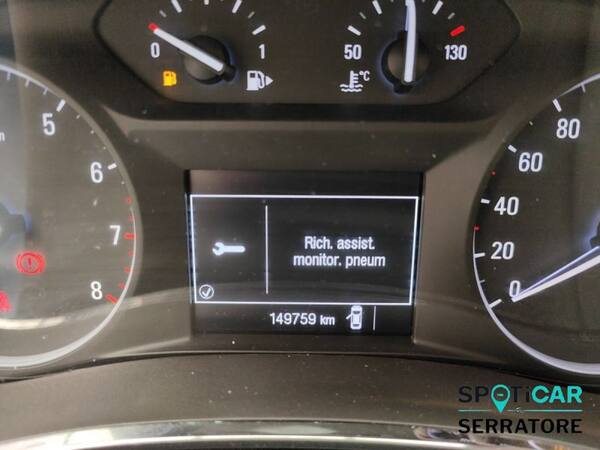 0
1
50
°C
130
5
6
7
8
80
60
40
20
0
Rich. assist.
monitor. pneum
149759 km
SPOTiCAR
SERRATORE